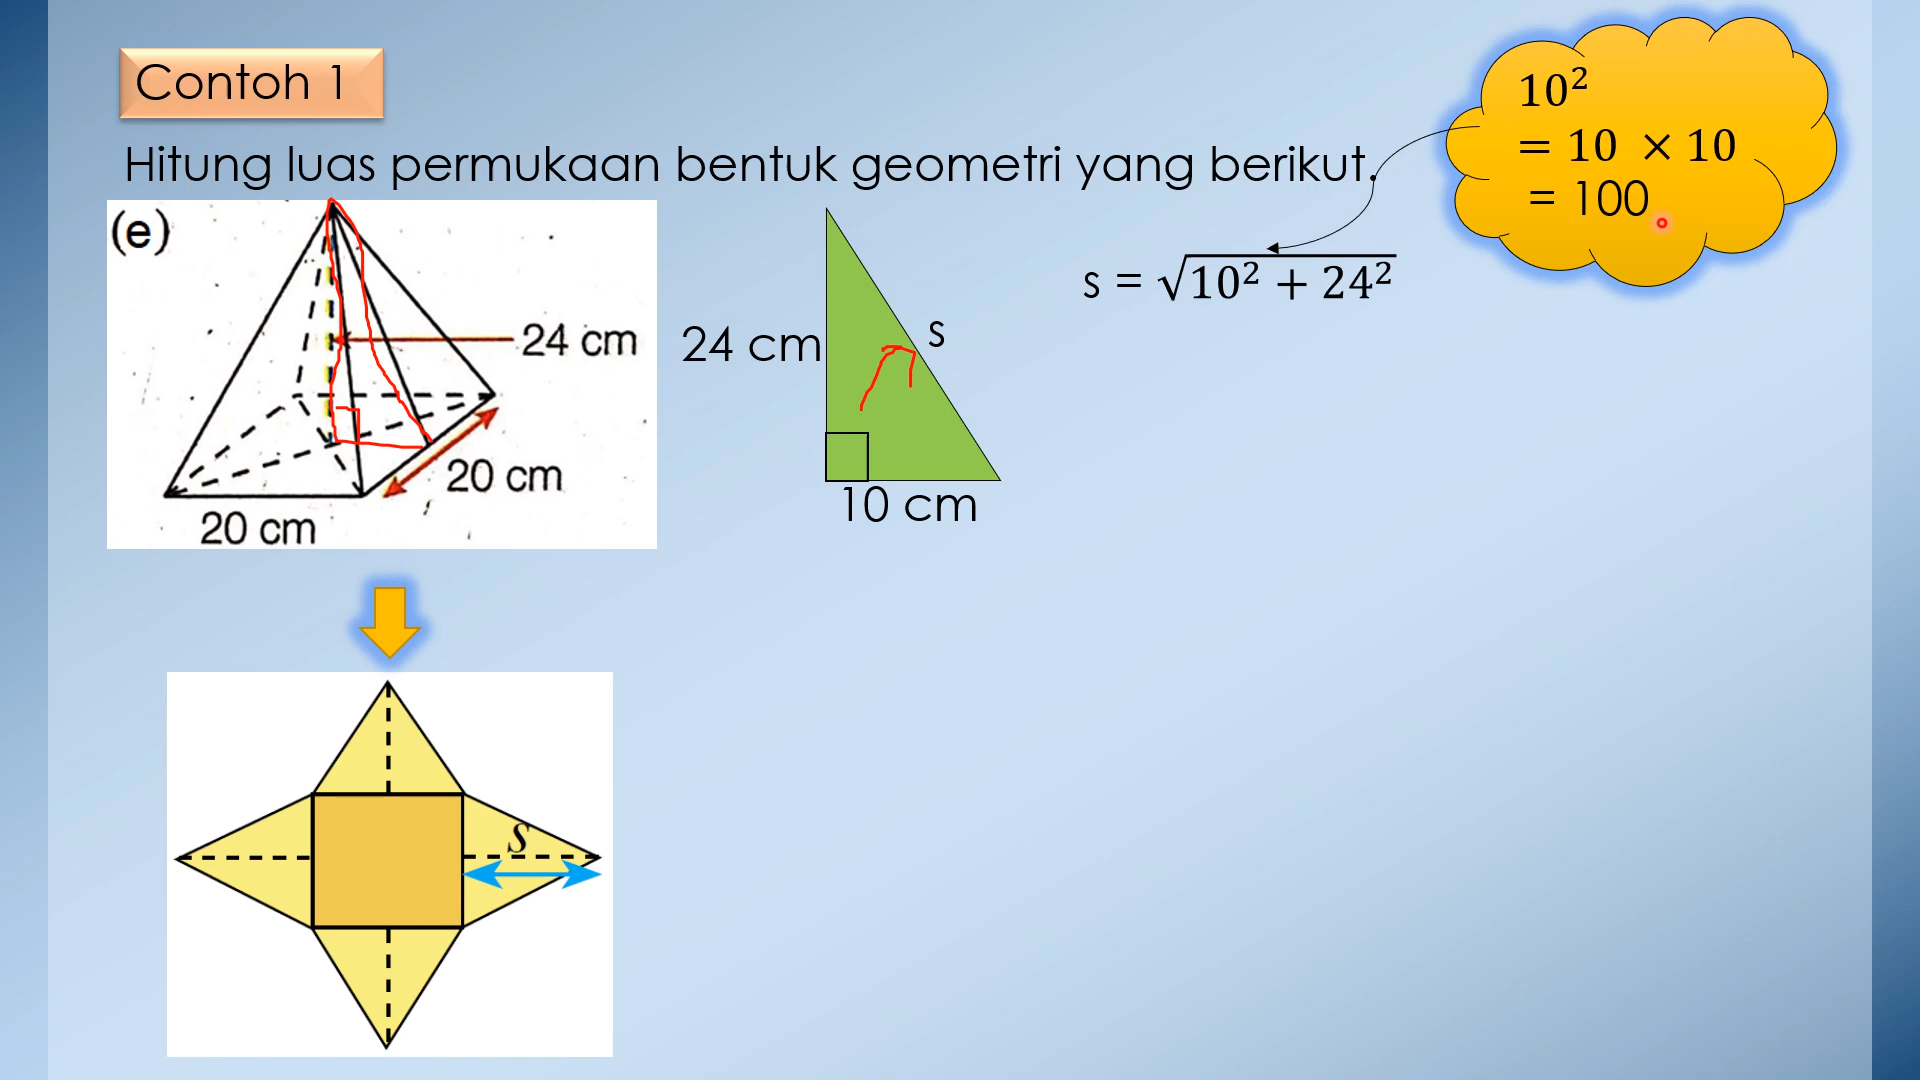 Contoh 1
Hitung luas permukaan bentuk geometri yang berikut.
(e)
24 cm
20 cm
20 cm
24 cm
s
10 cm
s = √10² + 24²
10²
= 10 × 10
= 100
s